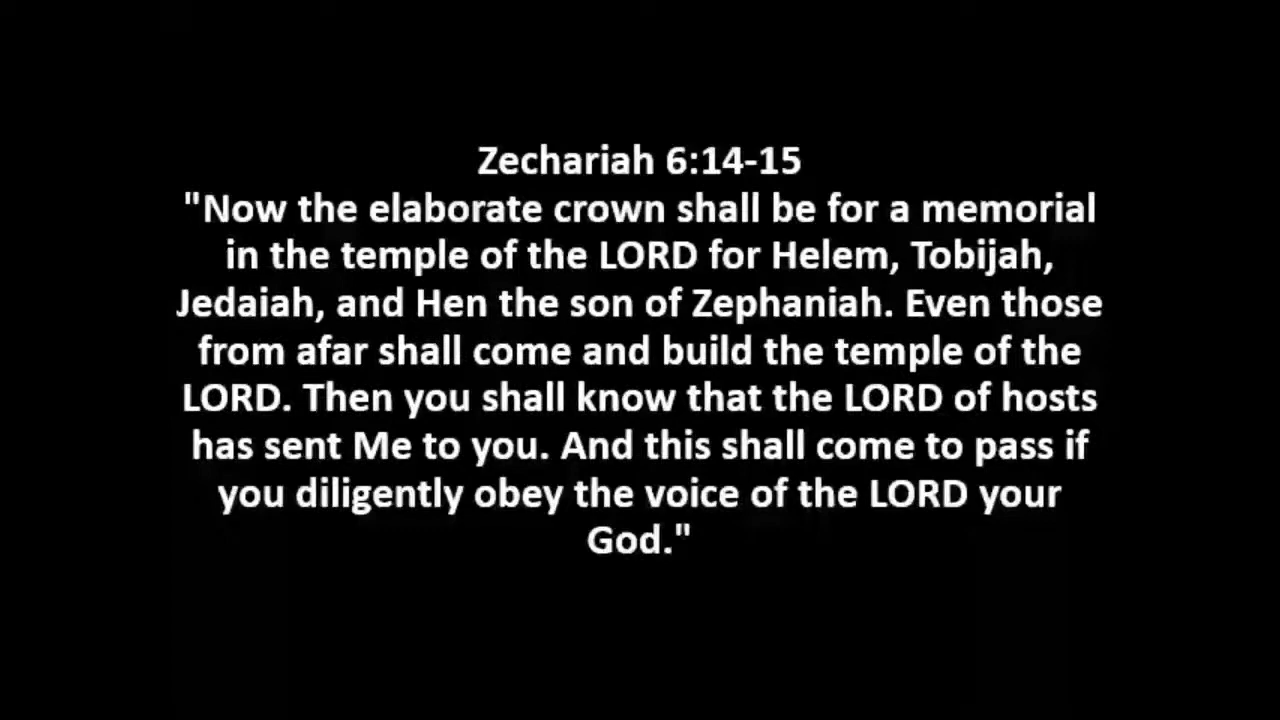 Zechariah 6:14-15
"Now the elaborate crown shall be for a memorial
in the temple of the LORD for Helem, Tobijah,
Jedaiah, and Hen the son of Zephaniah. Even those
from afar shall come and build the temple of the
LORD. Then you shall know that the LORD of hosts
has sent Me to you. And this shall come to pass if
you diligently obey the voice of the LORD your
God."